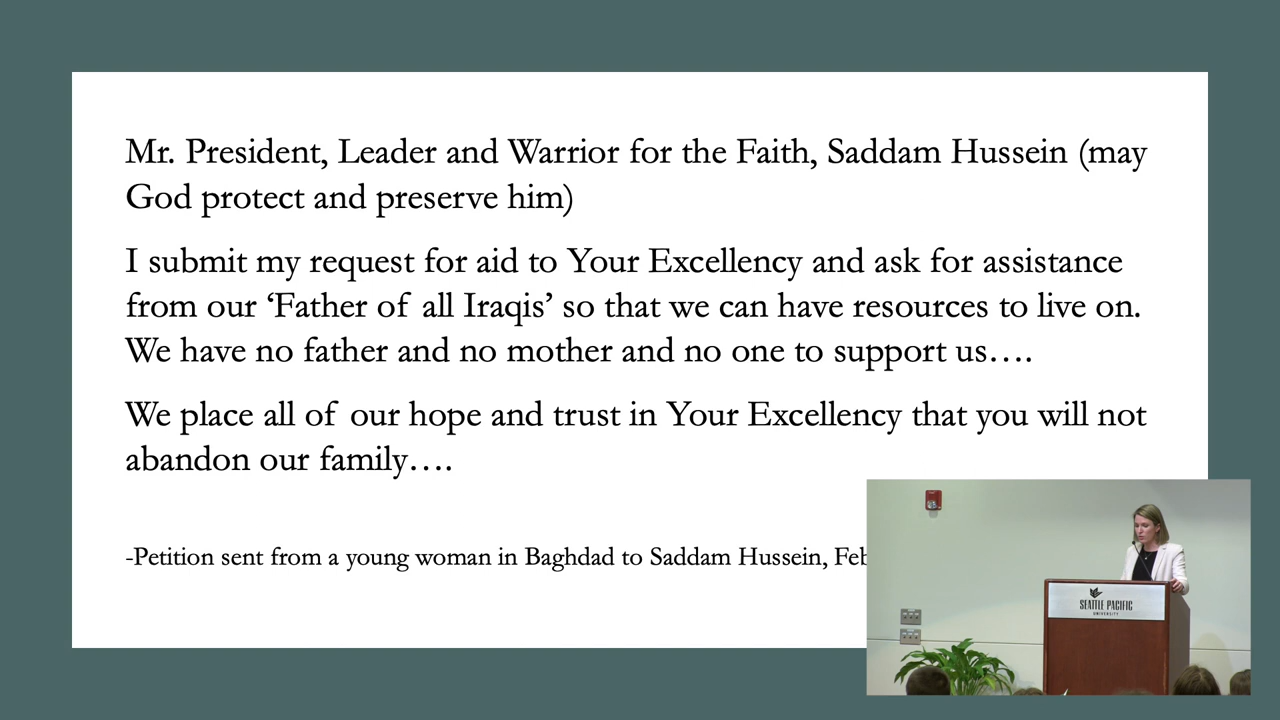 Mr. President, Leader and Warrior for the Faith, Saddam Hussein (may
God protect and preserve him)
I submit my request for aid to Your Excellency and ask for assistance
from our ‘Father of all Iraqis’ so that we can have resources to live on.
We have no father and no mother and no one to support us….
We place all of our hope and trust in Your Excellency that you will not
abandon our family….
-Petition sent from a young woman in Baghdad to Saddam Hussein, Feb
SEATTLE PACIFIC
UNIVERSITY